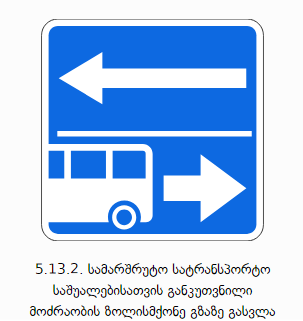 5.13.2. სამარშრუტო სატრანსპორტო
საშუალებისათვის განკუთვნილი
მოძრაობის ზოლისმქონე გზაზე გასვლა